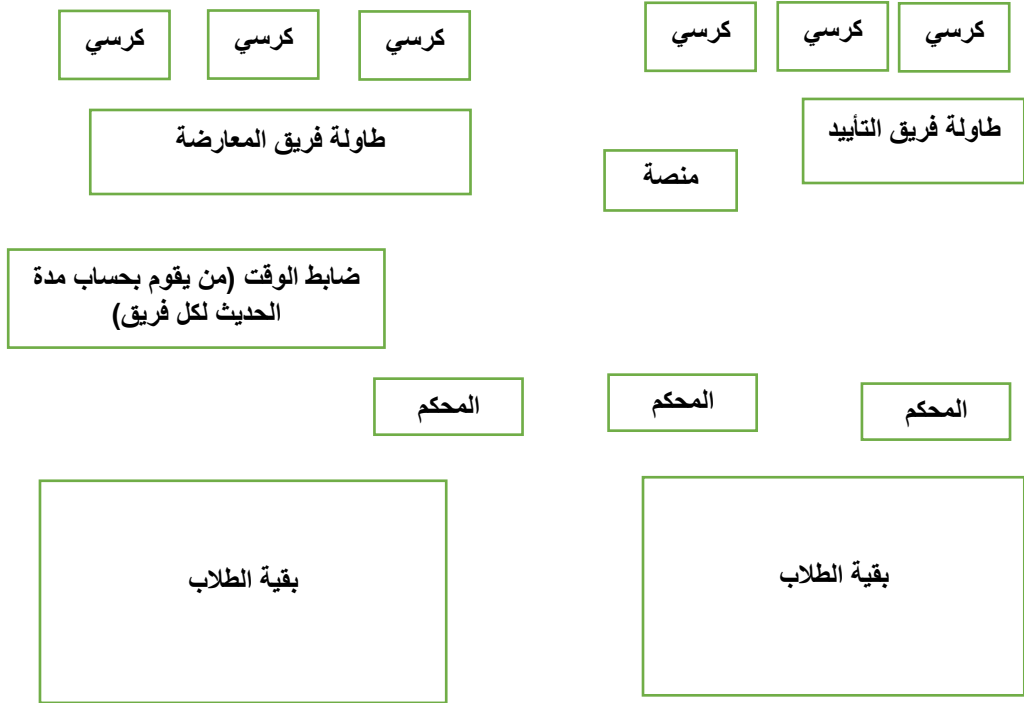 كرسي
كرسي
كرسي
كرسي
كرسي
كرسي
طاولة فريق التأييد
طاولة فريق المعارضة
منصة
ضابط الوقت (من يقوم بحساب مدة
الحديث لكل فريق)
المحكم
المحكم
المحكم
بقية الطلاب
بقية الطلاب